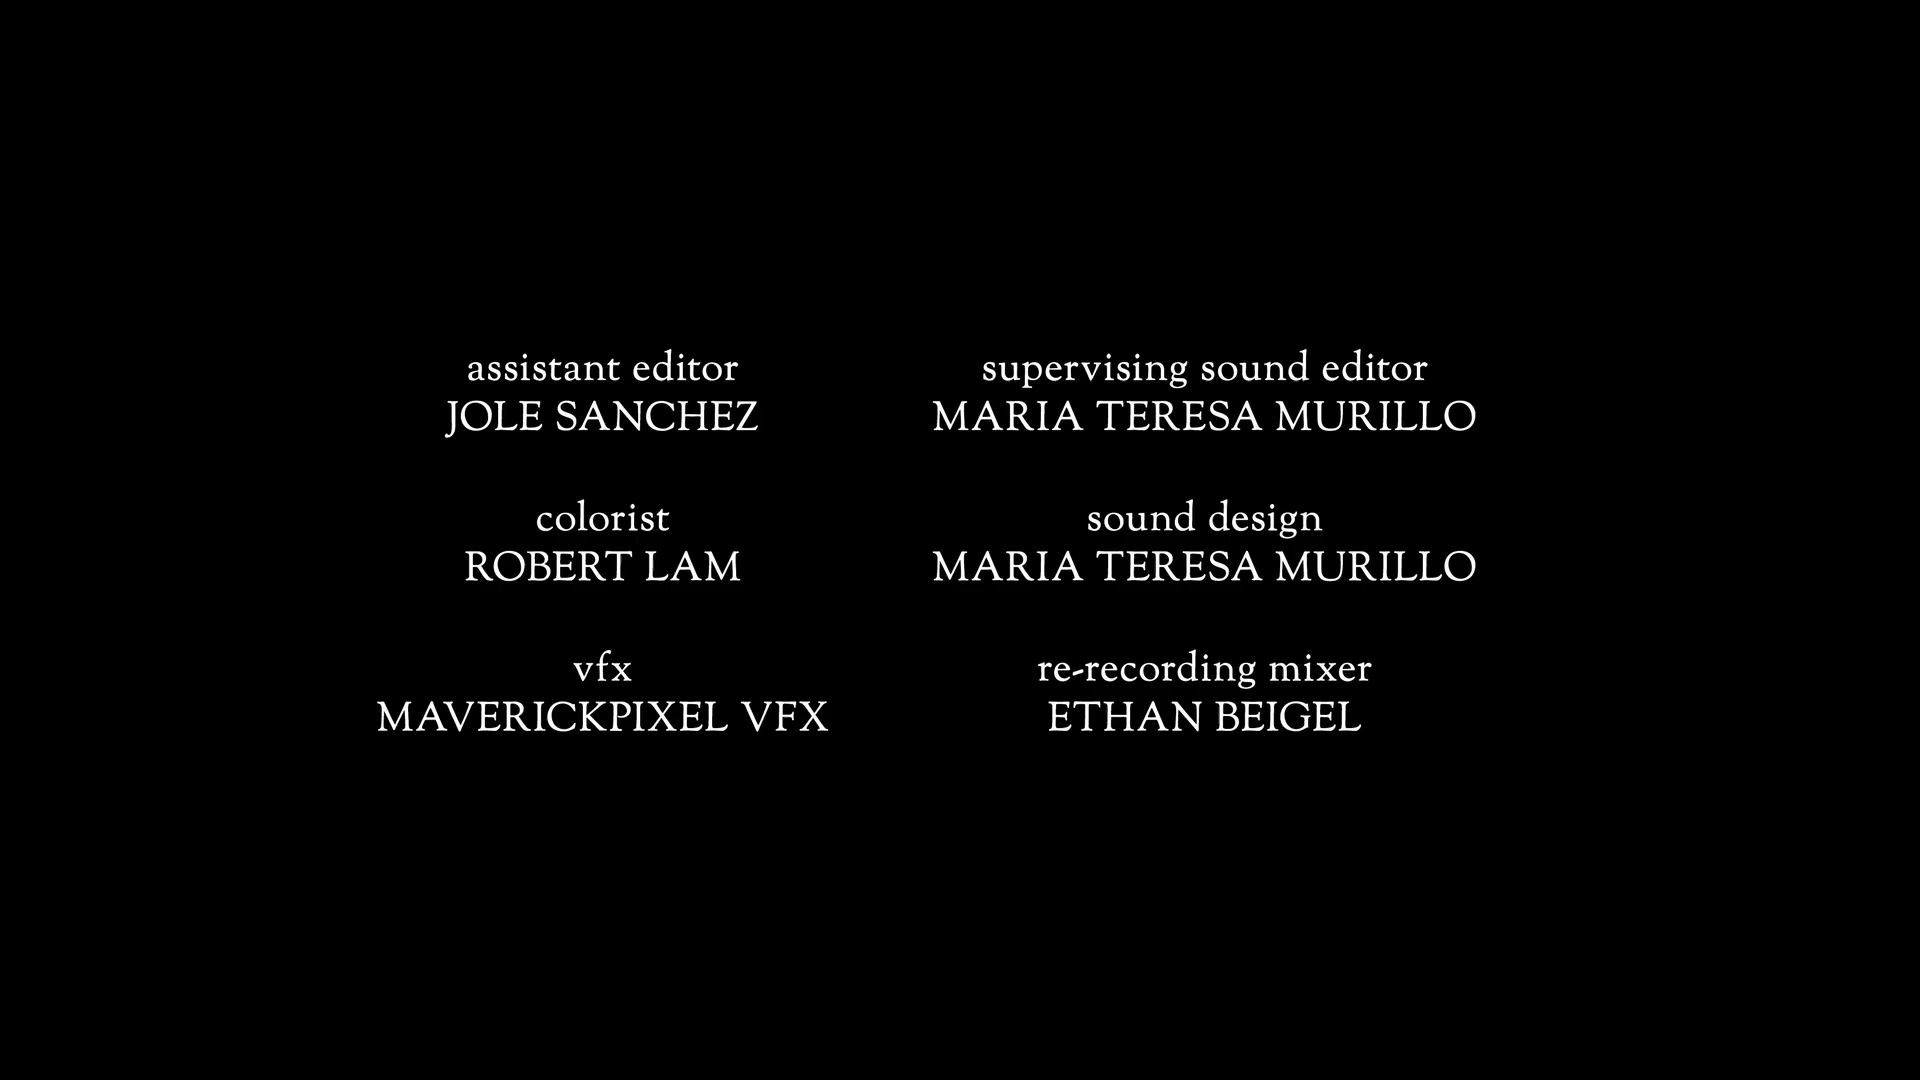 assistant editor
JOLE SANCHEZ
colorist
ROBERT LAM
vfx
MAVERICKPIXEL VFX
supervising sound editor
MARIA TERESA MURILLO
sound design
MARIA TERESA MURILLO
re-recording mixer
ETHAN BEIGEL